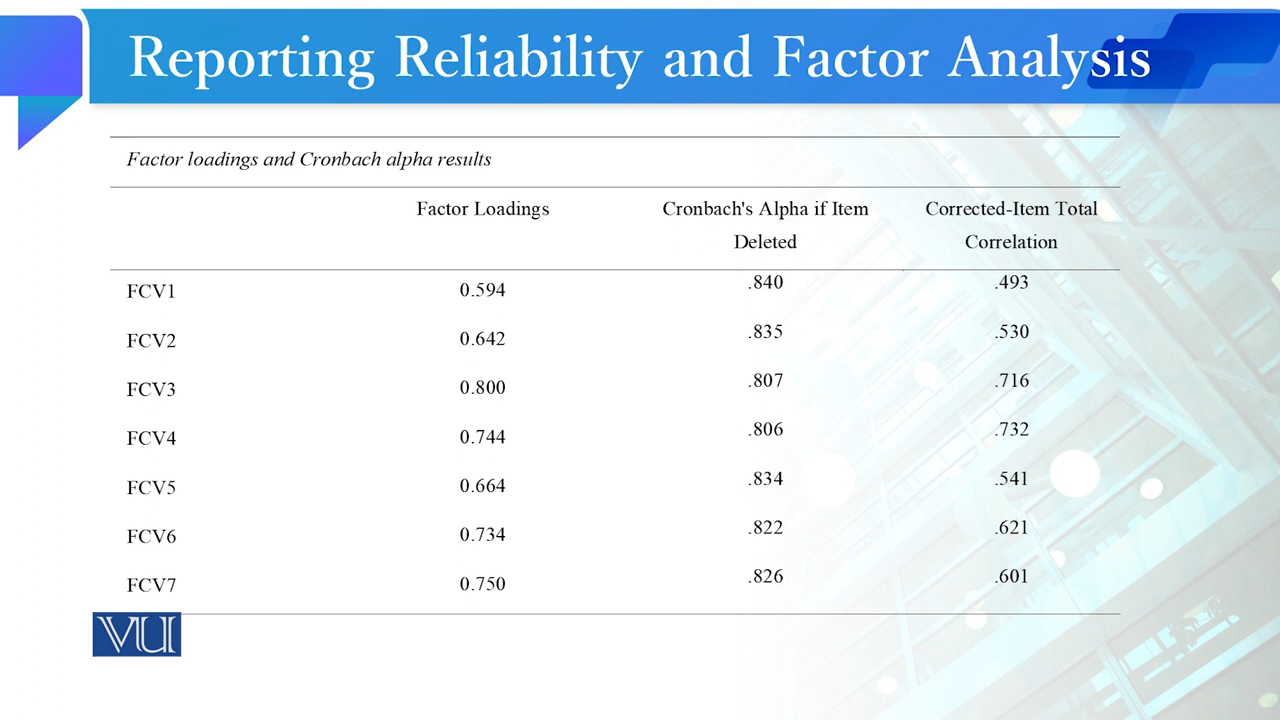 Reporting Reliability and Factor Analysis
Factor loadings and Cronbach alpha results
Factor Loadings Cronbach's Alpha if Item Deleted Corrected-Item Total Correlation
FCV1 0.594 .840 .493
FCV2 0.642 .835 .530
FCV3 0.800 .807 .716
FCV4 0.744 .806 .732
FCV5 0.664 .834 .541
FCV6 0.734 .822 .621
FCV7 0.750 .826 .601
VU